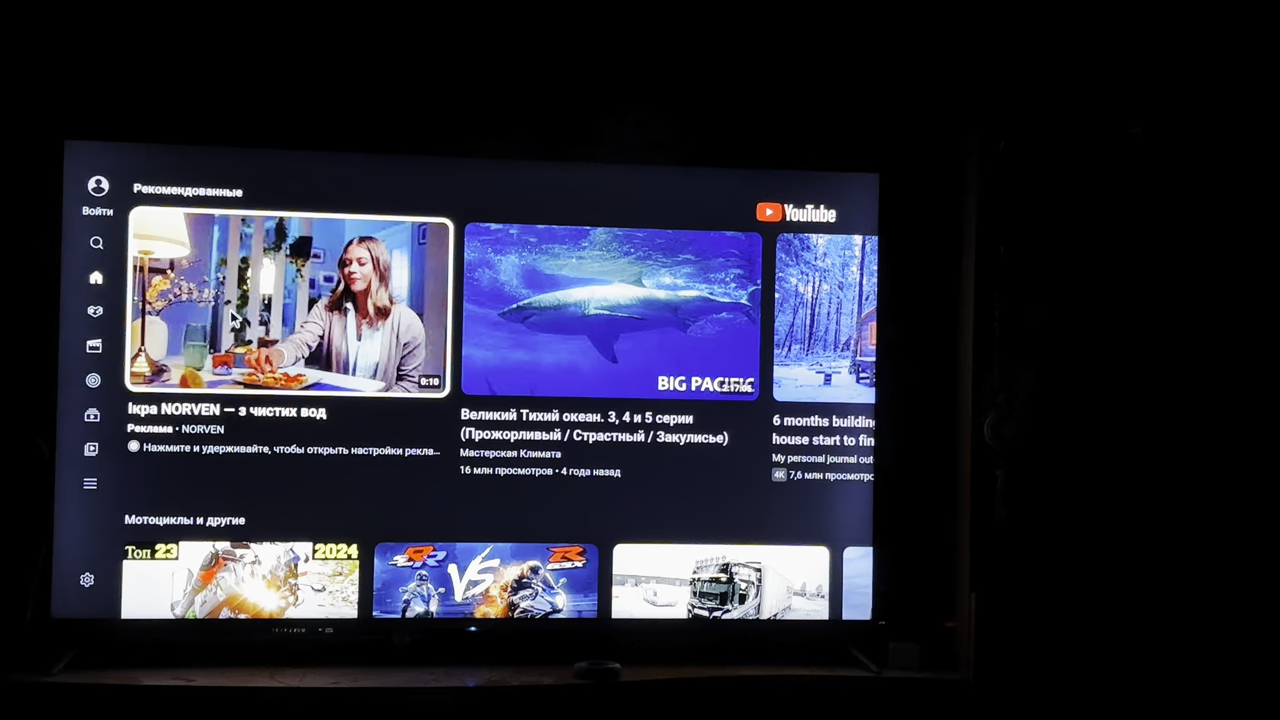 Рекомендованные
Войти
YouTube
0:10
BIG PACIFIC
Ікра NORVEN — з чистих вод
Реклама • NORVEN
Нажмите и удерживайте, чтобы открыть настройки рекла...
Великий Тихий океан. 3, 4 и 5 серии
(Прожорливый / Страстный / Закулисье)
Мастерская Климата
16 млн просмотров • 4 года назад
6 months building
house start to fin
My personal journal out
4K 7,6 млн просмотро
Мотоциклы и другие
Топ 23
2024
RR
VS
R